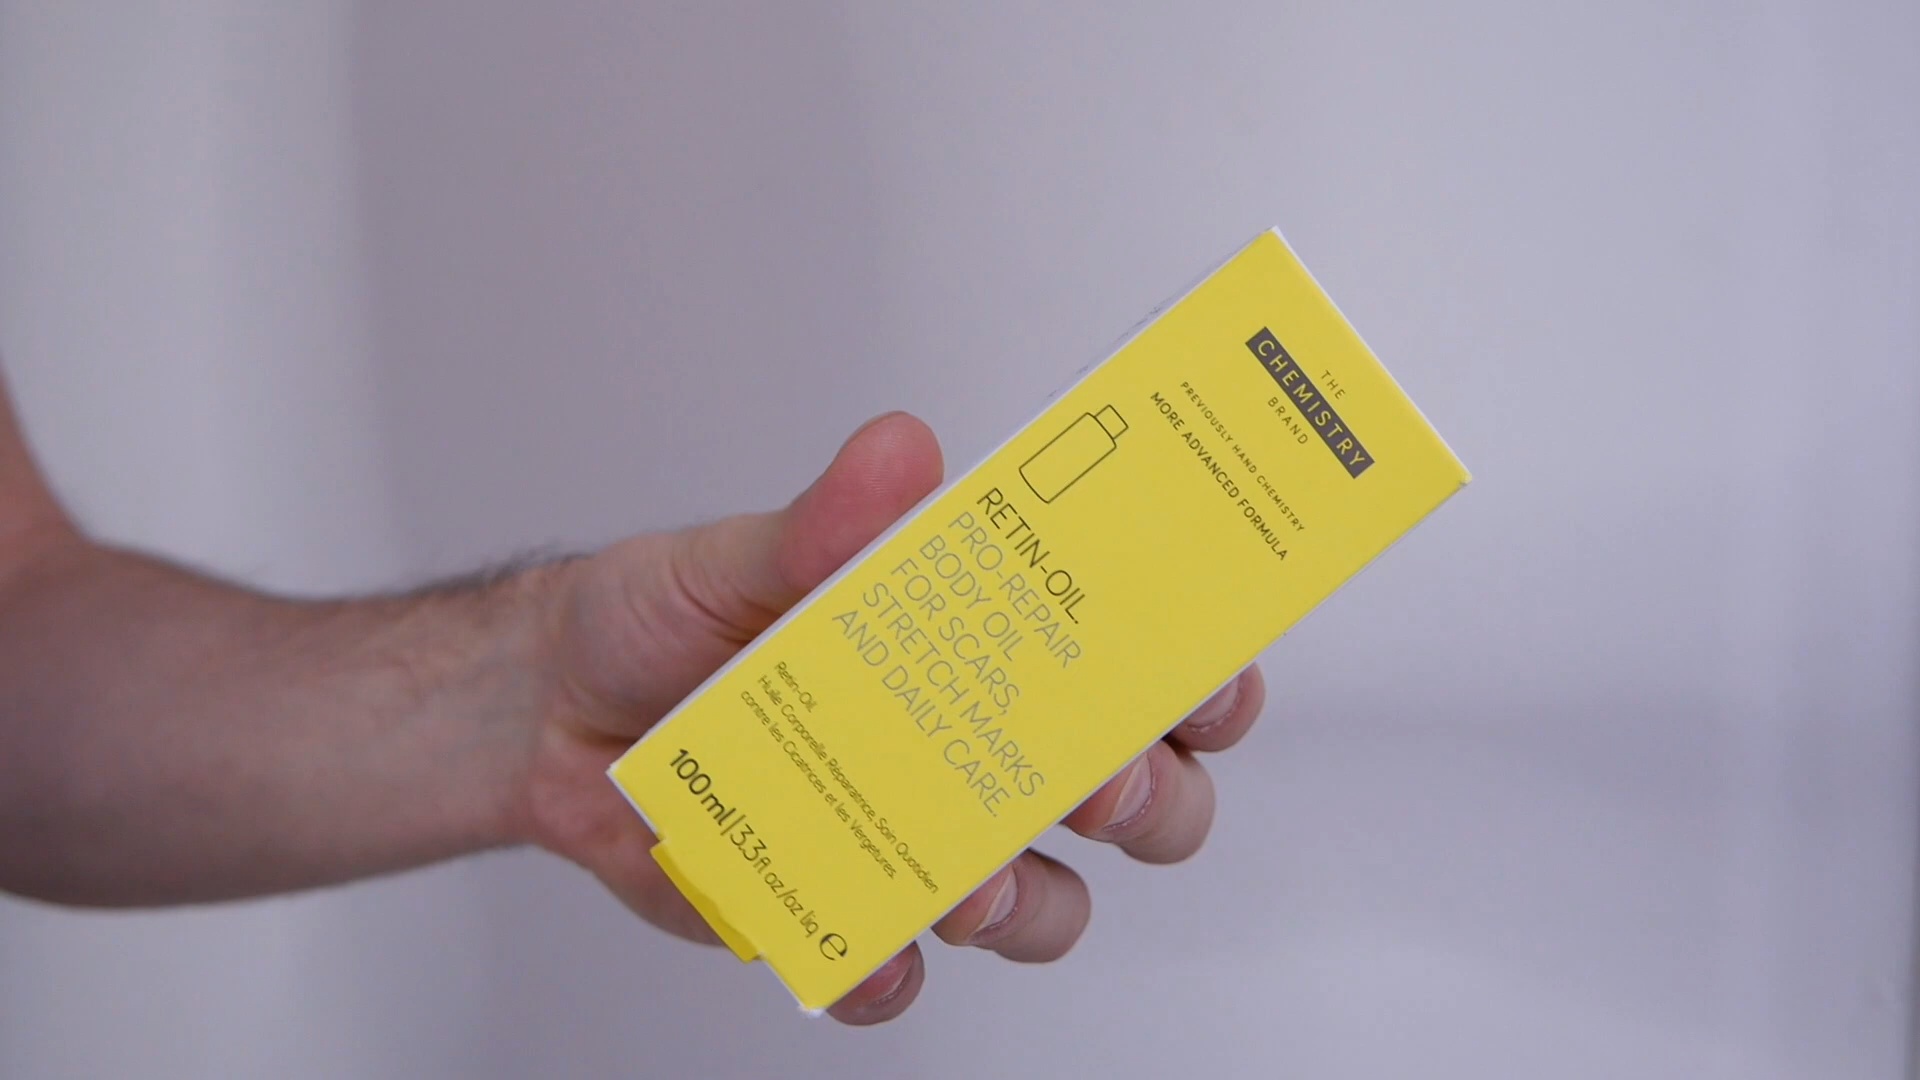 THE
CHEMISTRY
BRAND
PREVIOUSLY HAND CHEMISTRY
MORE ADVANCED FORMULA
RETIN-OIL.
PRO-REPAIR
BODY OIL
FOR SCARS,
STRETCH MARKS
AND DAILY CARE.
Retin-Oil.
Huile Corporelle Réparatrice, Soin Quotidien
contre les Cicatrices et les Vergetures.
100ml|3.3fl oz/oz liq e